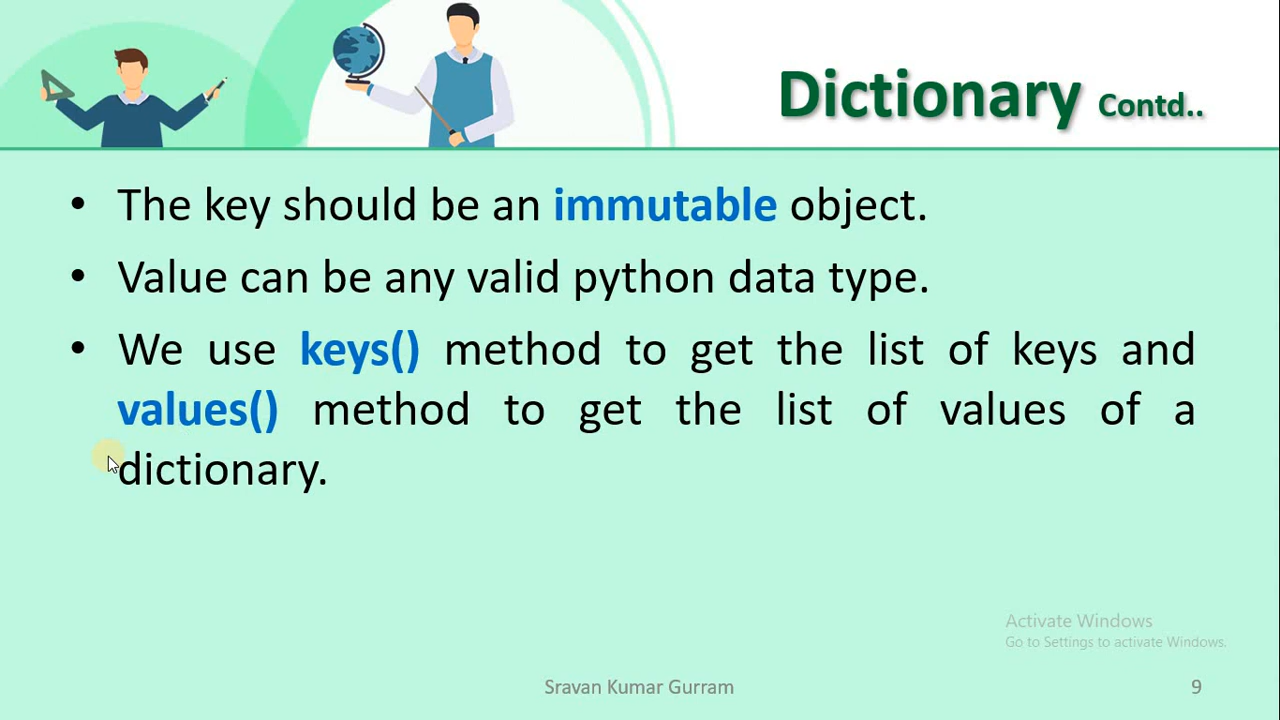 Dictionary Contd..
• The key should be an immutable object.
• Value can be any valid python data type.
• We use keys() method to get the list of keys and
values() method to get the list of values of a
dictionary.
Activate Windows
Go to Settings to activate Windows.
Sravan Kumar Gurram
9